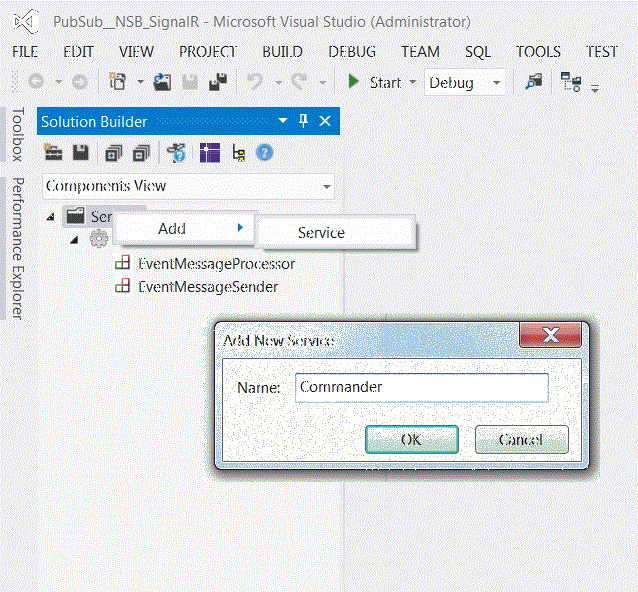 PubSub__NSB_SignalR - Microsoft Visual Studio (Administrator)
FILE EDIT VIEW PROJECT BUILD DEBUG TEAM SQL TOOLS TEST
Start Debug
Toolbox
Performance Explorer
Solution Builder
Components View
Ser
Add
Service
EventMessageProcessor
EventMessageSender
Add New Service
Name: Commander
OK Cancel